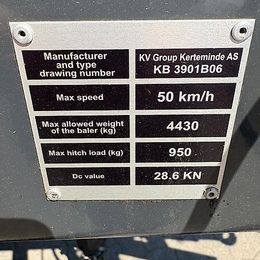 Manufacturer and type drawing number KV Group Kerteminde AS
KB 3901B06
Max speed 50 km/h
Max allowed weight of the baler (kg) 4430
Max hitch load (kg) 950
Dc value 28.6 KN